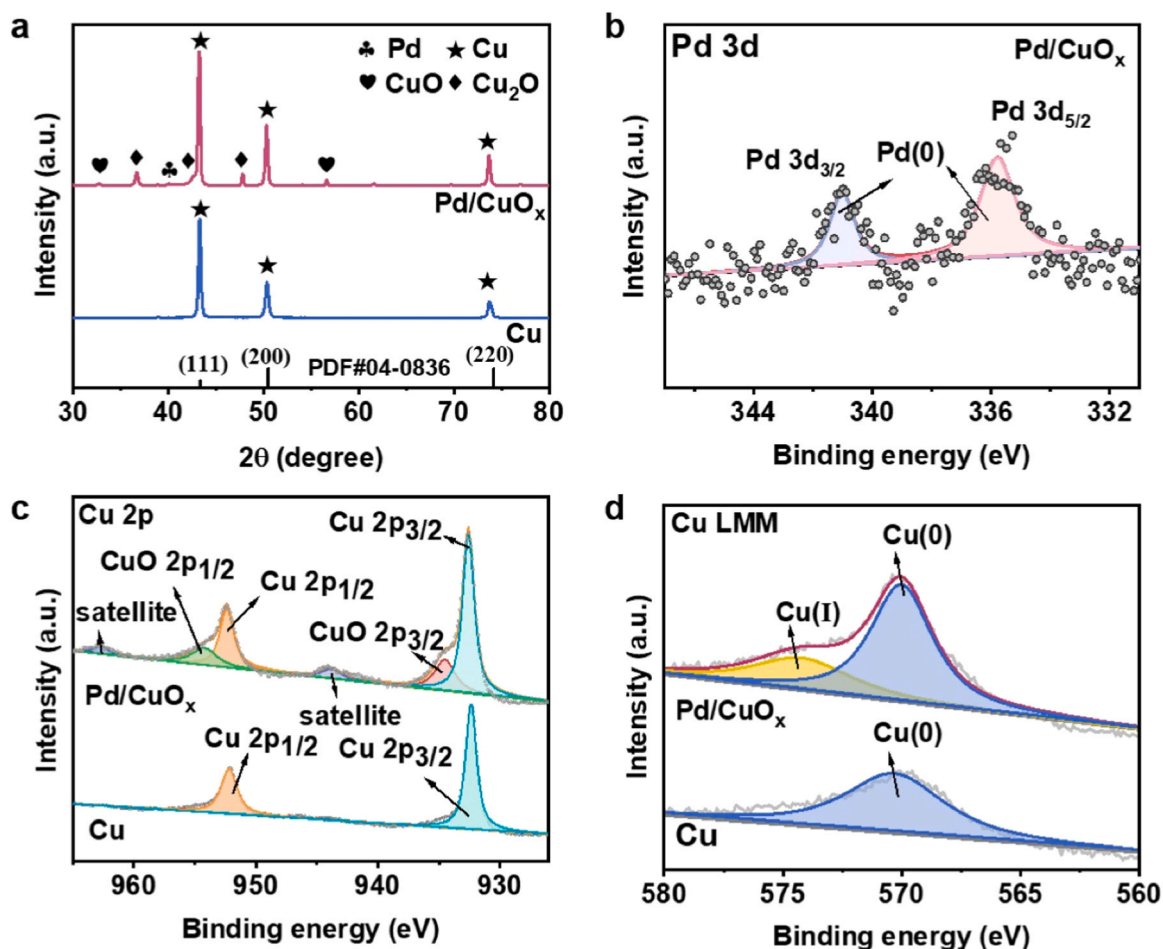 a
♣ Pd ★ Cu
♥ CuO ♦ Cu₂O
Pd/CuOₓ
Cu
(111) (200) PDF#04-0836 (220)
Intensity (a.u.)
30 40 50 60 70 80
2θ (degree)
b
Pd 3d Pd/CuOₓ
Pd 3d₅/₂
Pd 3d₃/₂ Pd(0)
Intensity (a.u.)
344 340 336 332
Binding energy (eV)
c
Cu 2p
Cu 2p₃/₂
CuO 2p₁/₂
Cu 2p₁/₂
satellite
CuO 2p₃/₂
Pd/CuOₓ
satellite
Cu 2p₁/₂
Cu 2p₃/₂
Cu
Intensity (a.u.)
960 950 940 930
Binding energy (eV)
d
Cu LMM
Cu(0)
Cu(I)
Pd/CuOₓ
Cu(0)
Cu
Intensity (a.u.)
580 575 570 565 560
Binding energy (eV)